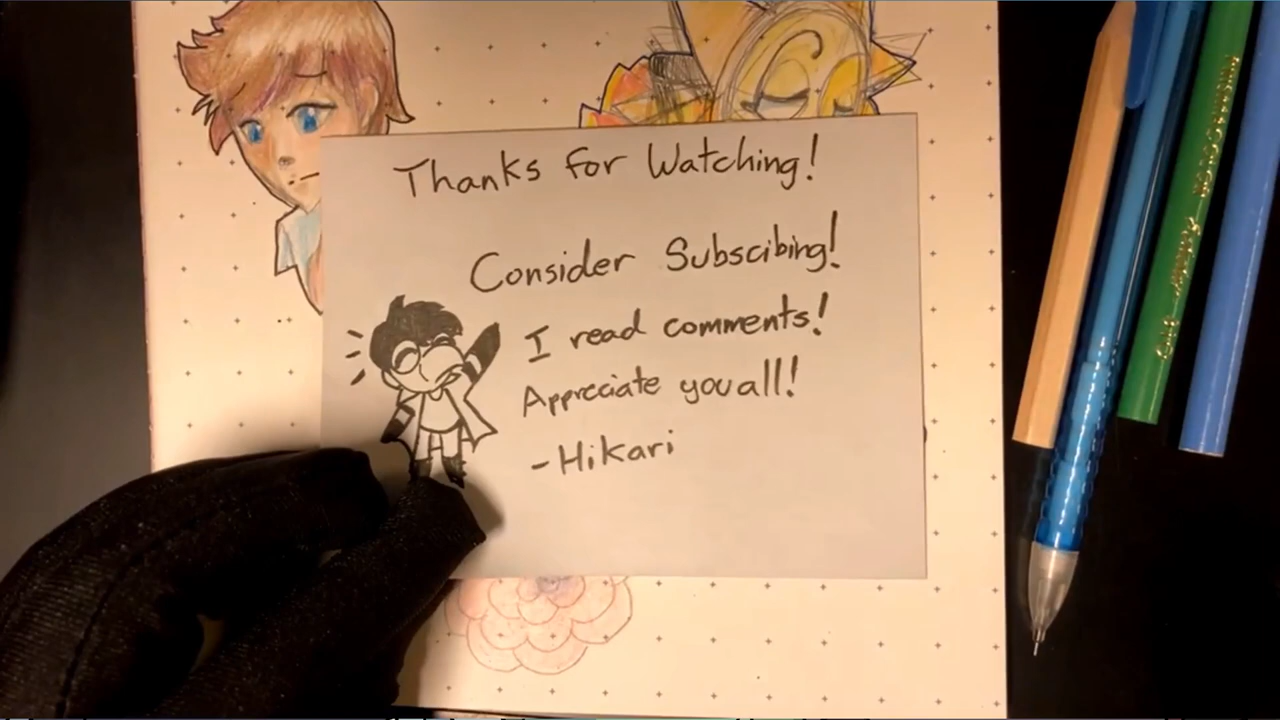 Thanks for Watching!
Consider Subscibing!
I read comments!
Appreciate you all!
-Hikari